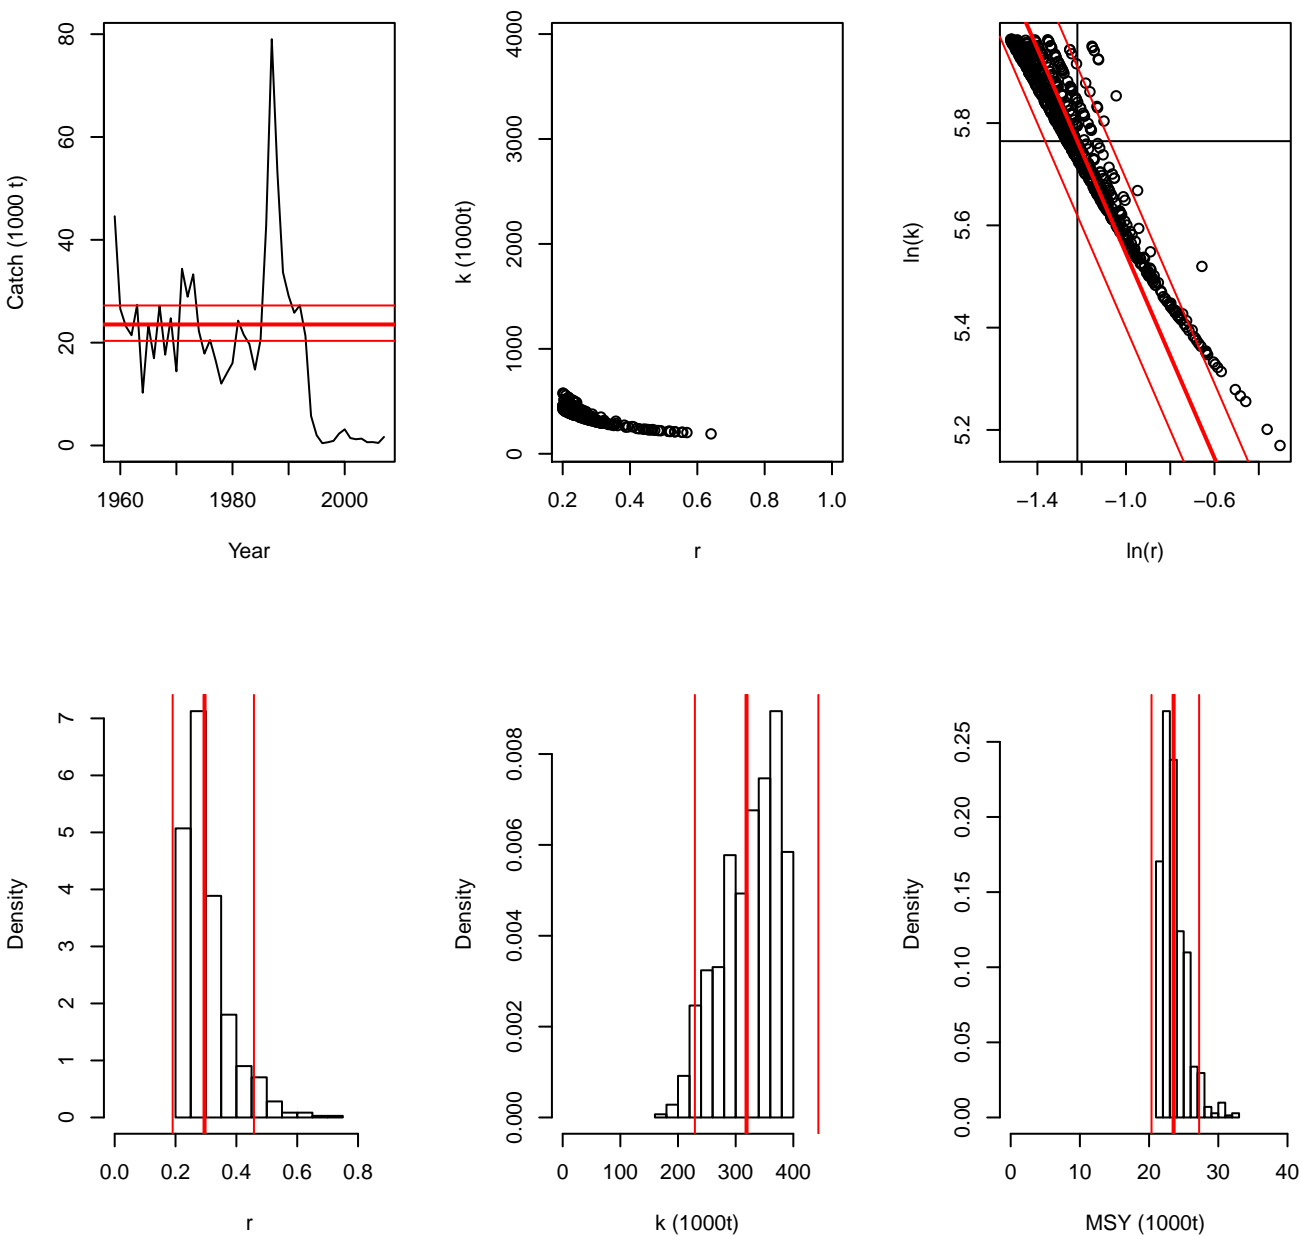 Catch (1000 t)
0 20 40 60 80
1960 1980 2000
Year
k (1000t)
0 1000 2000 3000 4000
0.2 0.4 0.6 0.8 1.0
r
ln(k)
5.2 5.4 5.6 5.8
−1.4 −1.0 −0.6
ln(r)
Density
0 1 2 3 4 5 6 7
0.0 0.2 0.4 0.6 0.8
r
Density
0.000 0.002 0.004 0.006 0.008
0 100 200 300 400
k (1000t)
Density
0.00 0.05 0.10 0.15 0.20 0.25
0 10 20 30 40
MSY (1000t)